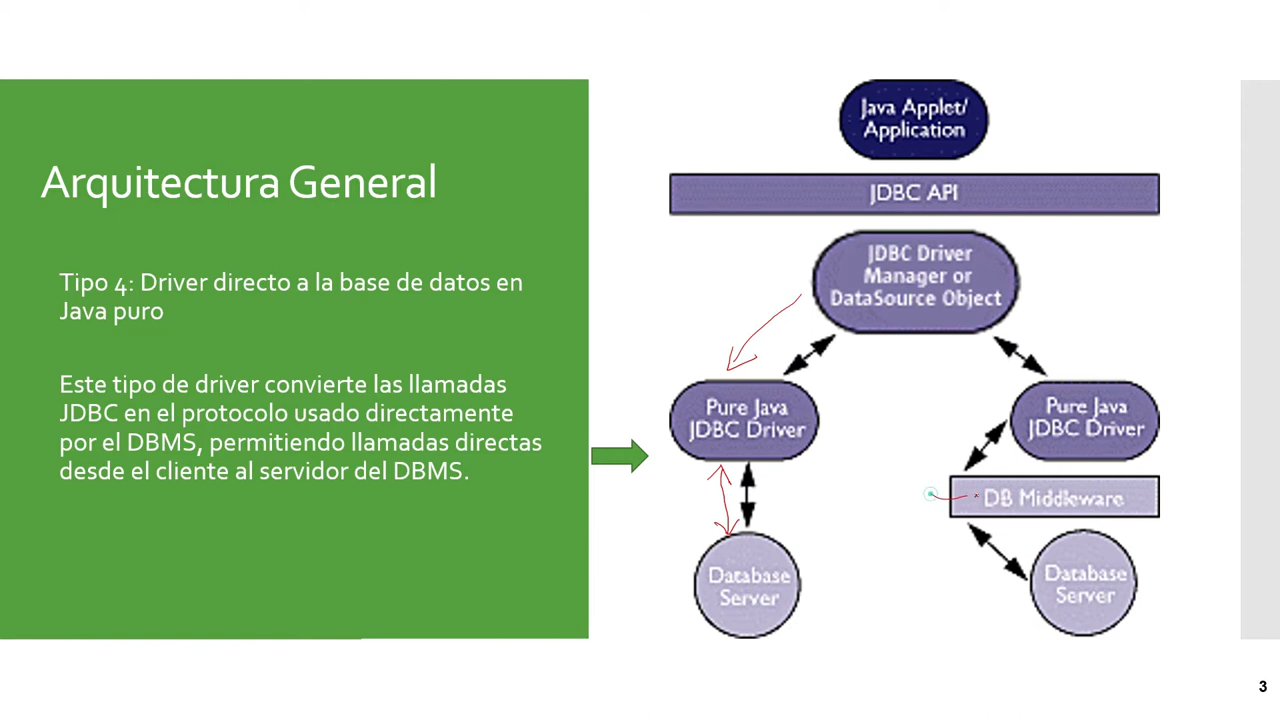 Arquitectura General
Tipo 4: Driver directo a la base de datos en
Java puro
Este tipo de driver convierte las llamadas
JDBC en el protocolo usado directamente
por el DBMS, permitiendo llamadas directas
desde el cliente al servidor del DBMS.
Java Applet/
Application
JDBC API
JDBC Driver
Manager or
DataSource Object
Pure Java
JDBC Driver
Pure Java
JDBC Driver
DB Middleware
Database
Server
Database
Server
3